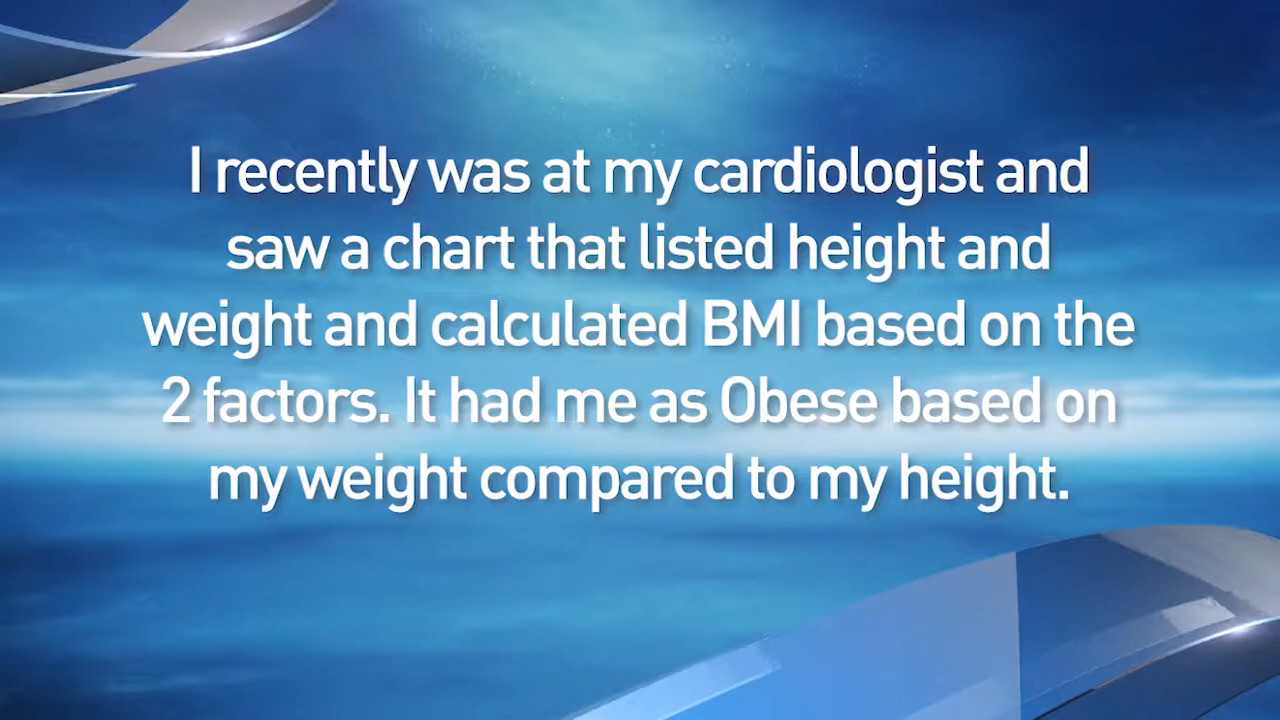 I recently was at my cardiologist and
saw a chart that listed height and
weight and calculated BMI based on the
2 factors. It had me as Obese based on
my weight compared to my height.